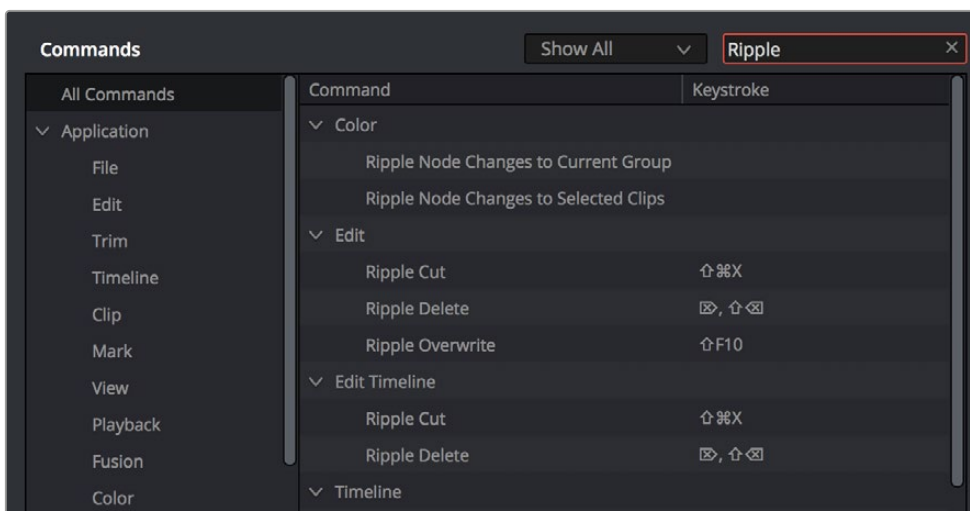 Commands
Show All
Ripple
All Commands
Application
File
Edit
Trim
Timeline
Clip
Mark
View
Playback
Fusion
Color
Command Keystroke
Color
Ripple Node Changes to Current Group
Ripple Node Changes to Selected Clips
Edit
Ripple Cut ⇧⌘X
Ripple Delete ⌦, ⇧⌫
Ripple Overwrite ⇧F10
Edit Timeline
Ripple Cut ⇧⌘X
Ripple Delete ⌦, ⇧⌫
Timeline